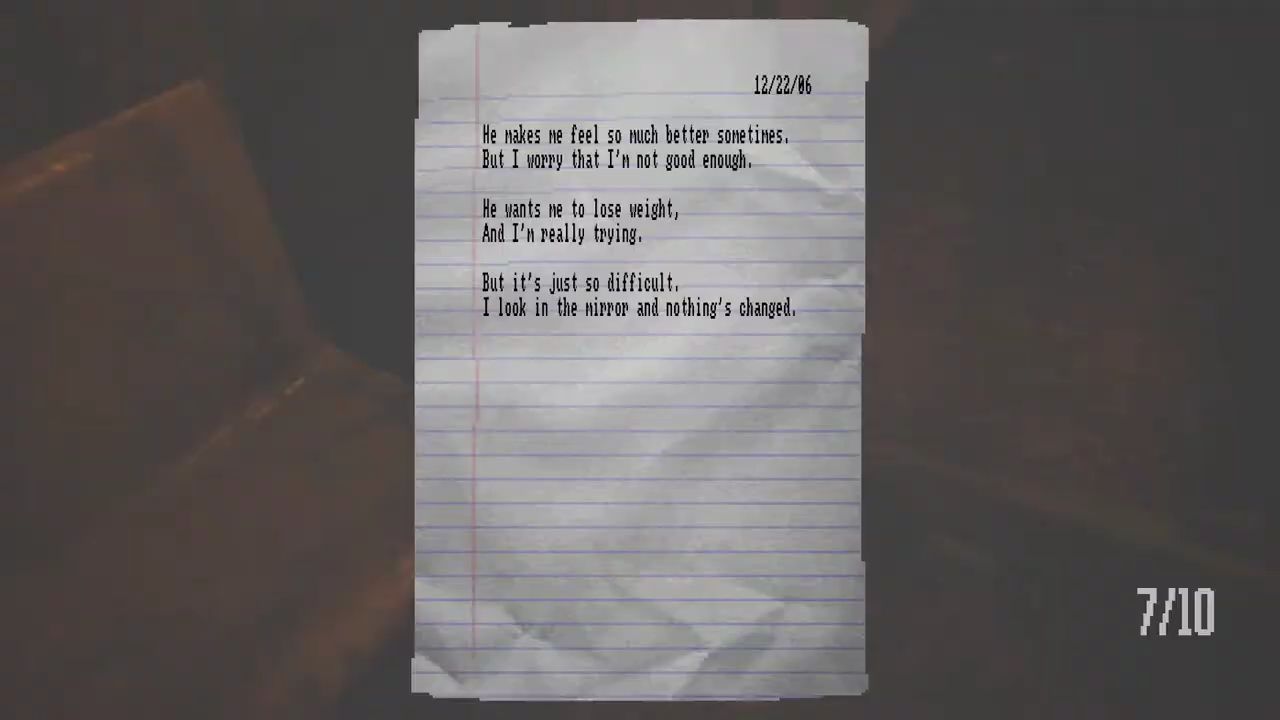 12/22/06
He makes me feel so much better sometimes.
But I worry that I'm not good enough.
He wants me to lose weight,
And I'm really trying.
But it's just so difficult.
I look in the mirror and nothing's changed.
7/10